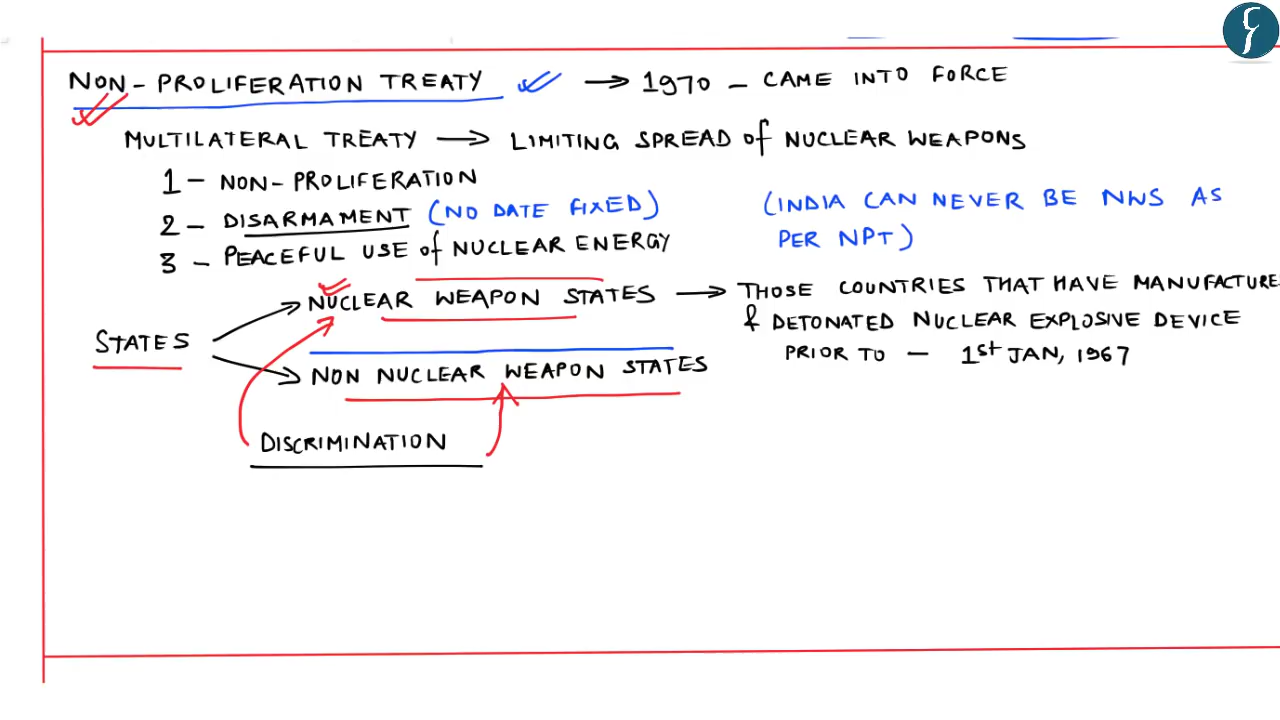 NON-PROLIFERATION TREATY → 1970 - CAME INTO FORCE
MULTILATERAL TREATY → LIMITING SPREAD of NUCLEAR WEAPONS
1 - NON-PROLIFERATION
2 - DISARMAMENT (NO DATE FIXED) (INDIA CAN NEVER BE NWS AS
PER NPT)
3 - PEACEFUL USE of NUCLEAR ENERGY
NUCLEAR WEAPON STATES → THOSE COUNTRIES THAT HAVE MANUFACTURE
& DETONATED NUCLEAR EXPLOSIVE DEVICE
PRIOR TO - 1st JAN, 1967
STATES
NON NUCLEAR WEAPON STATES
DISCRIMINATION